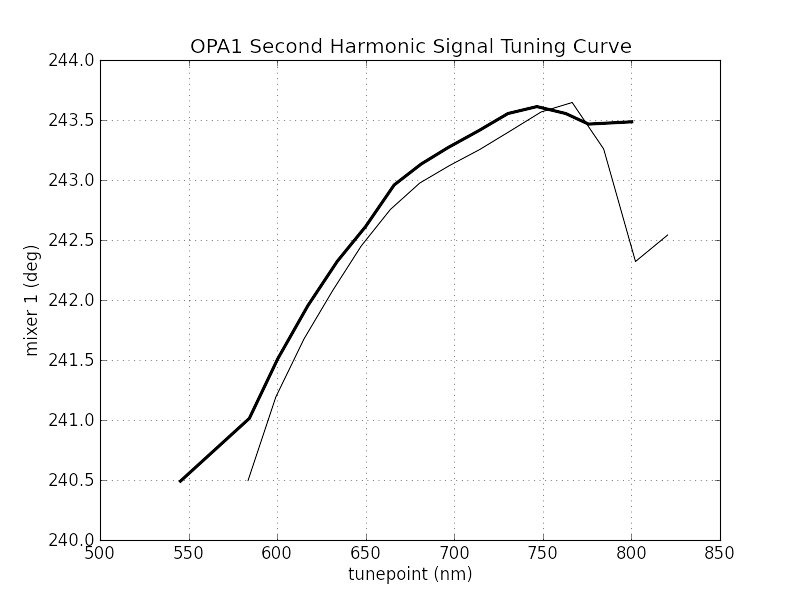 OPA1 Second Harmonic Signal Tuning Curve
244.0
243.5
243.0
242.5
242.0
241.5
241.0
240.5
240.0
mixer 1 (deg)
500 550 600 650 700 750 800 850
tunepoint (nm)